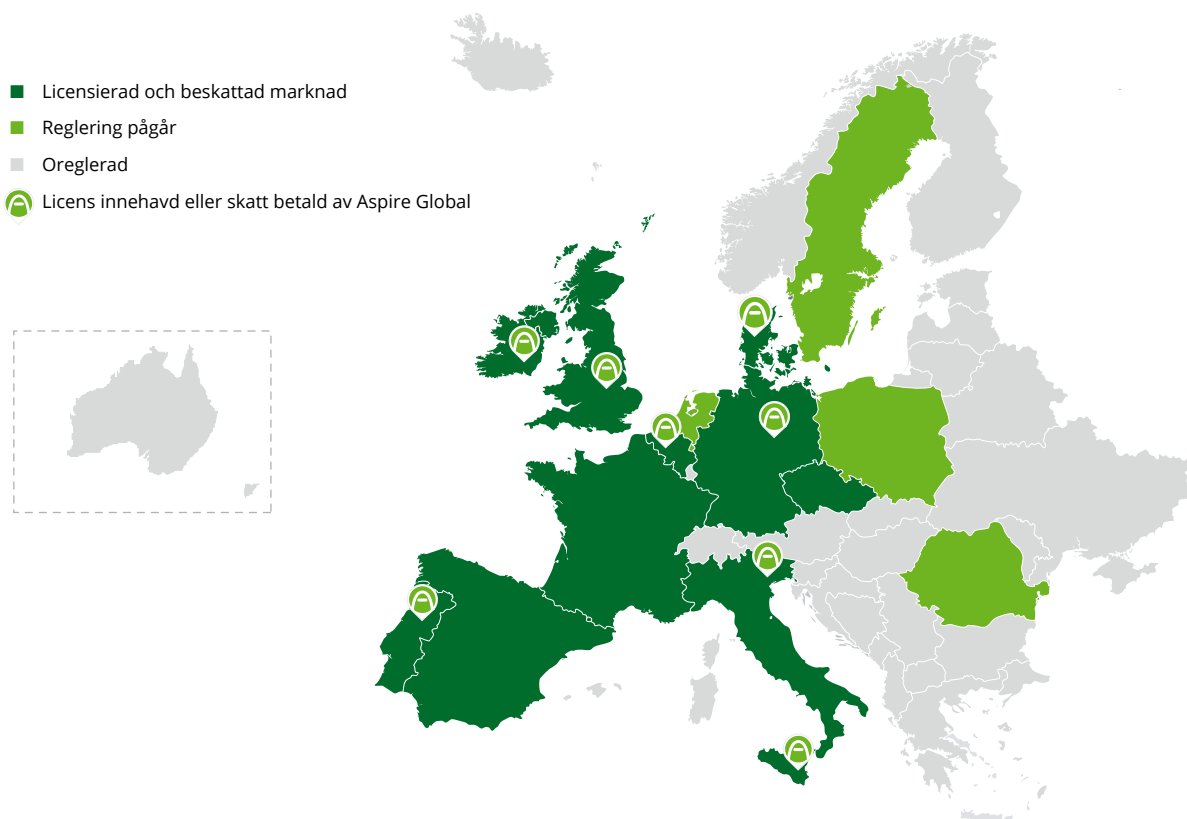 Licensierad och beskattad marknad
Reglering pågår
Oreglerad
Licens innehavd eller skatt betald av Aspire Global